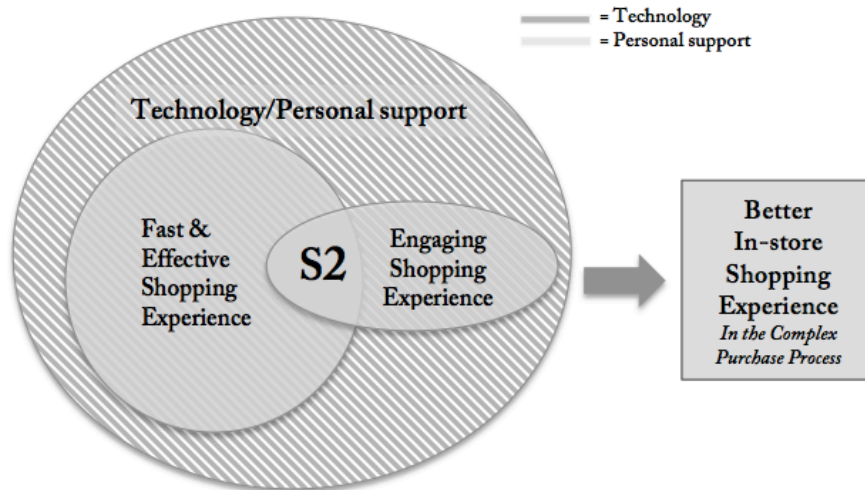 = Technology
= Personal support
Technology/Personal support
Fast &
Effective
Shopping
Experience
S2
Engaging
Shopping
Experience
Better
In-store
Shopping
Experience
In the Complex
Purchase Process